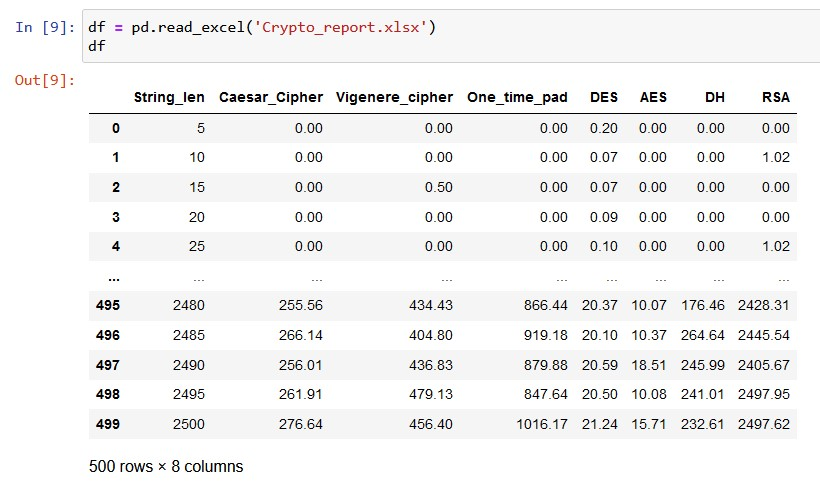 In [9]: df = pd.read_excel('Crypto_report.xlsx')
df
Out[9]:
String_len Caesar_Cipher Vigenere_cipher One_time_pad DES AES DH RSA
0 5 0.00 0.00 0.00 0.20 0.00 0.00 0.00
1 10 0.00 0.00 0.00 0.07 0.00 0.00 1.02
2 15 0.00 0.50 0.00 0.07 0.00 0.00 0.00
3 20 0.00 0.00 0.00 0.09 0.00 0.00 0.00
4 25 0.00 0.00 0.00 0.10 0.00 0.00 1.02
... ... ... ... ... ... ... ... ...
495 2480 255.56 434.43 866.44 20.37 10.07 176.46 2428.31
496 2485 266.14 404.80 919.18 20.10 10.37 264.64 2445.54
497 2490 256.01 436.83 879.88 20.59 18.51 245.99 2405.67
498 2495 261.91 479.13 847.64 20.50 10.08 241.01 2497.95
499 2500 276.64 456.40 1016.17 21.24 15.71 232.61 2497.62
500 rows × 8 columns